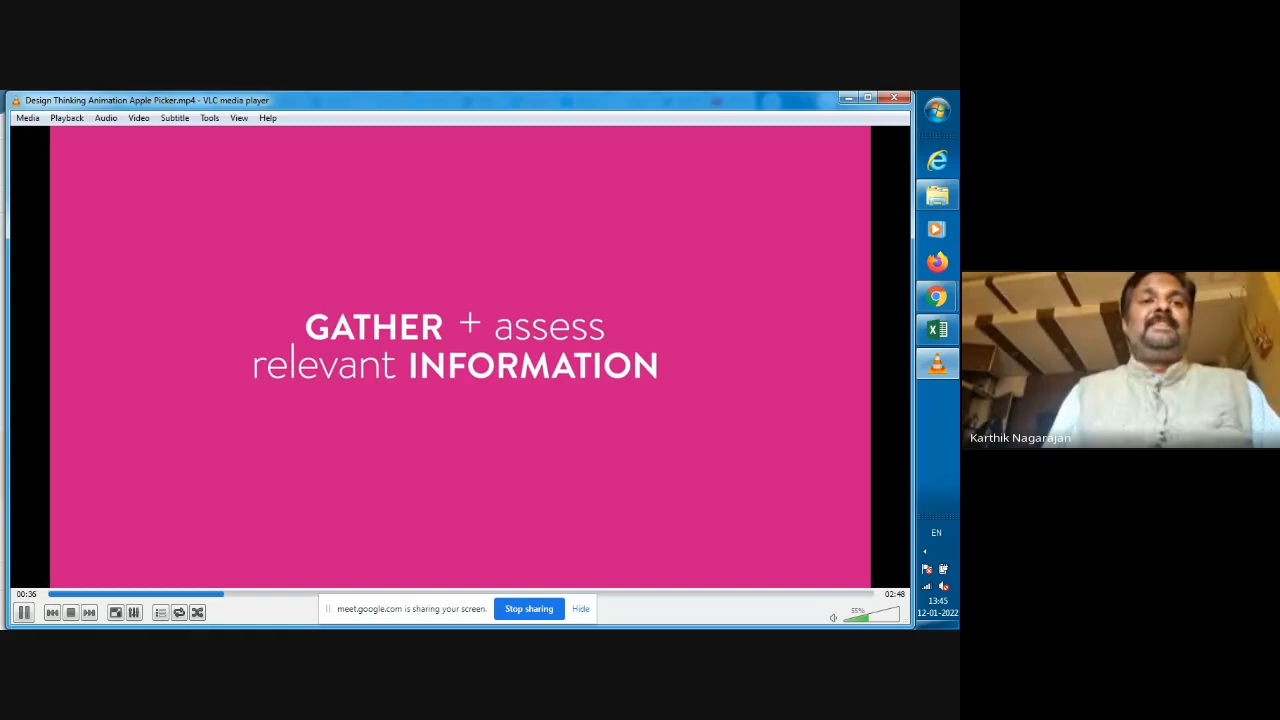 Design Thinking Animation Apple Picker.mp4 - VLC media player
Media Playback Audio Video Subtitle Tools View Help
GATHER + assess
relevant INFORMATION
00:36
02:48
meet.google.com is sharing your screen.
Stop sharing
Hide
55%
EN
13:45
12-01-2022
Karthik Nagarajan